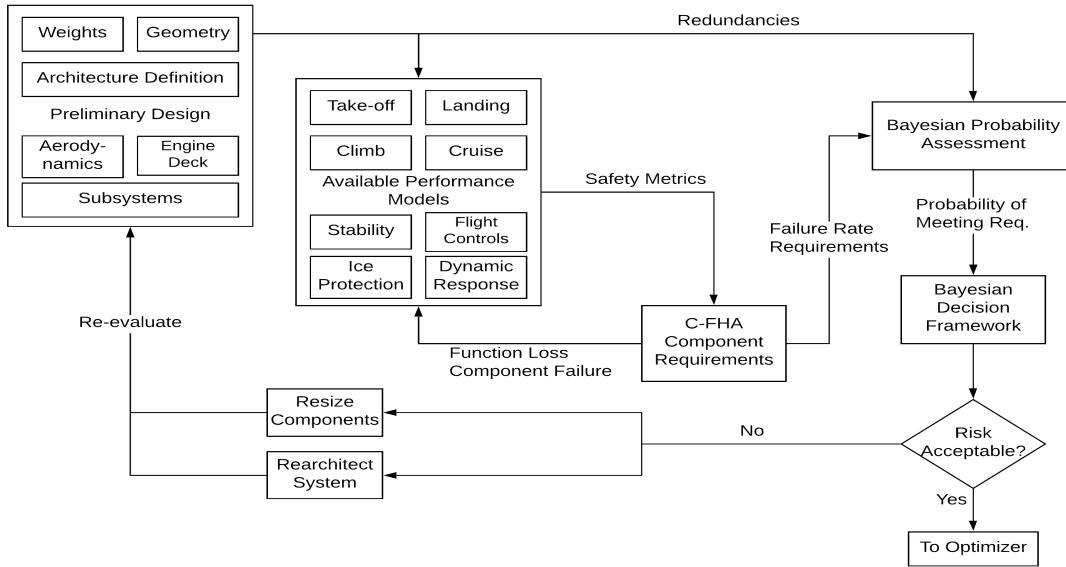 Weights
Geometry
Architecture Definition
Preliminary Design
Aerody-
namics
Engine
Deck
Subsystems
Redundancies
Take-off
Landing
Climb
Cruise
Available Performance
Models
Stability
Flight
Controls
Ice
Protection
Dynamic
Response
Safety Metrics
Bayesian Probability
Assessment
Failure Rate
Requirements
Probability of
Meeting Req.
C-FHA
Component
Requirements
Bayesian
Decision
Framework
Function Loss
Component Failure
Re-evaluate
Resize
Components
Rearchitect
System
No
Risk
Acceptable?
Yes
To Optimizer